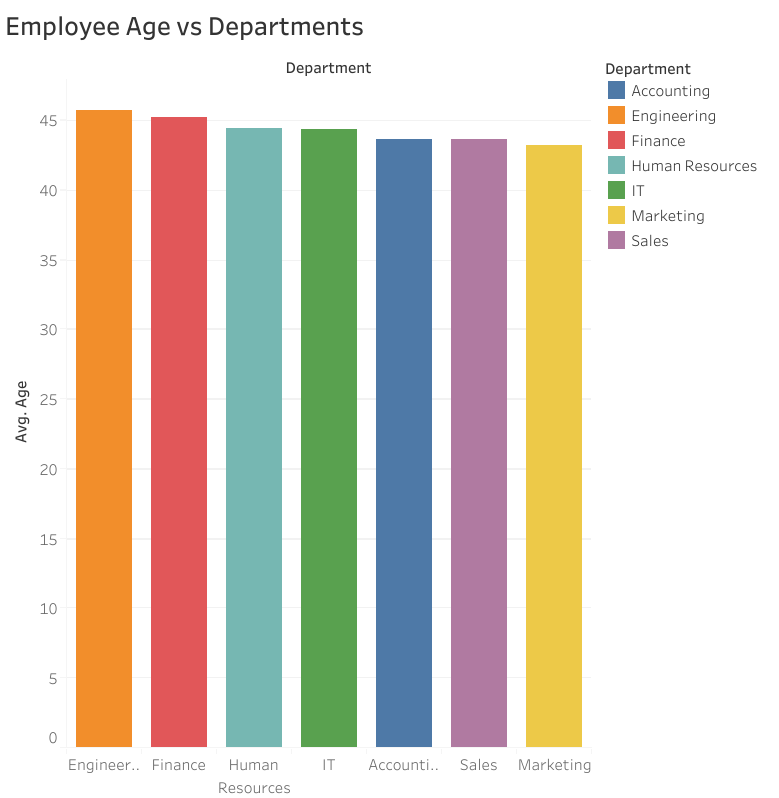 Employee Age vs Departments
Department
Avg. Age
45
40
35
30
25
20
15
10
5
0
Engineer..
Finance
Human
Resources
IT
Accounti..
Sales
Marketing
Department
Accounting
Engineering
Finance
Human Resources
IT
Marketing
Sales